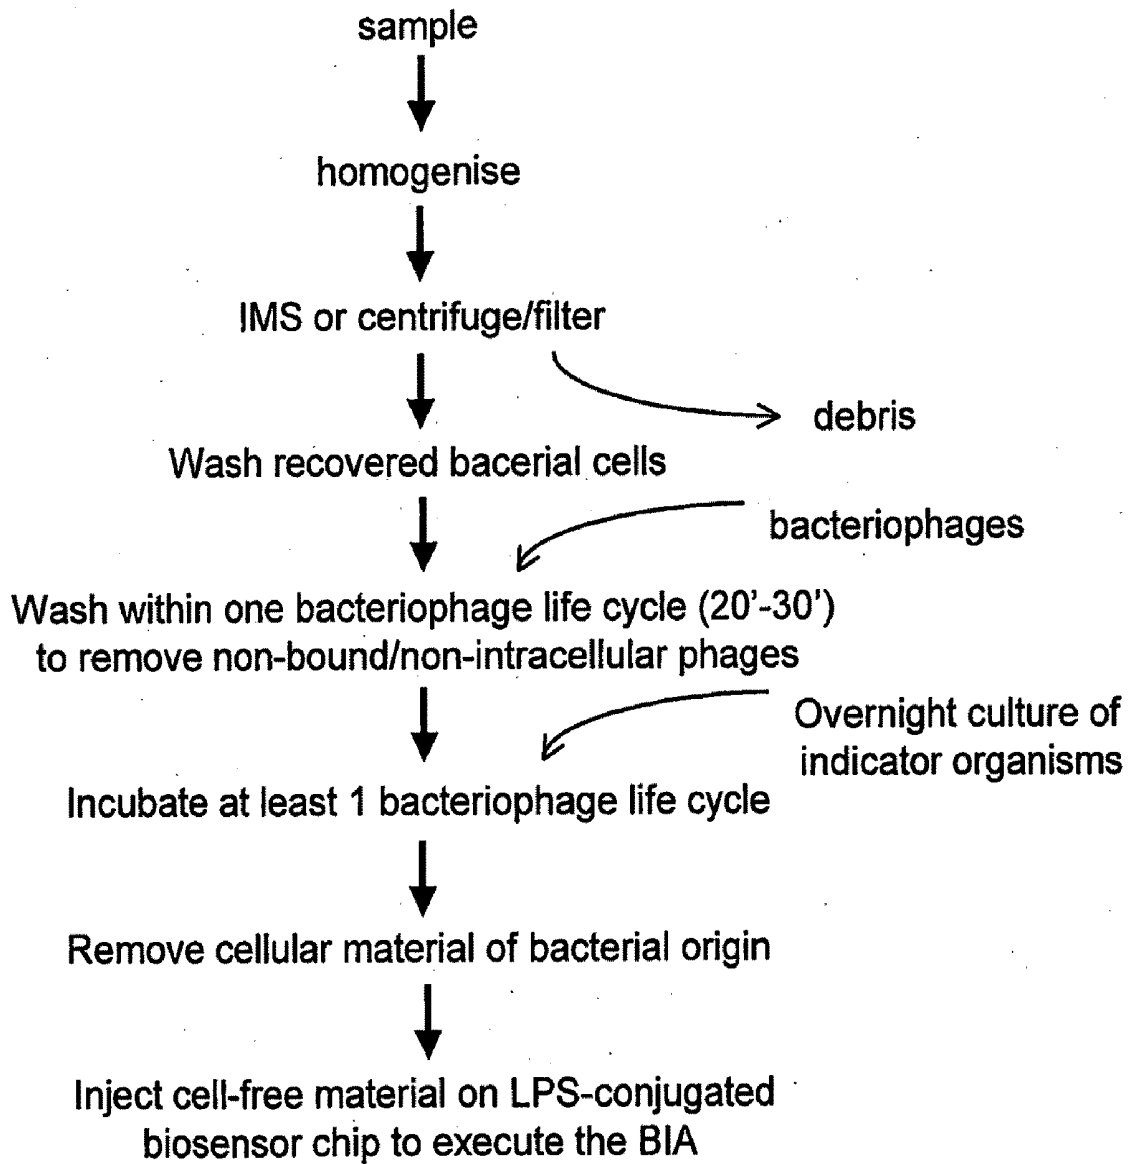 sample
homogenise
IMS or centrifuge/filter
debris
Wash recovered bacerial cells
bacteriophages
Wash within one bacteriophage life cycle (20'-30')
to remove non-bound/non-intracellular phages
Overnight culture of
indicator organisms
Incubate at least 1 bacteriophage life cycle
Remove cellular material of bacterial origin
Inject cell-free material on LPS-conjugated
biosensor chip to execute the BIA